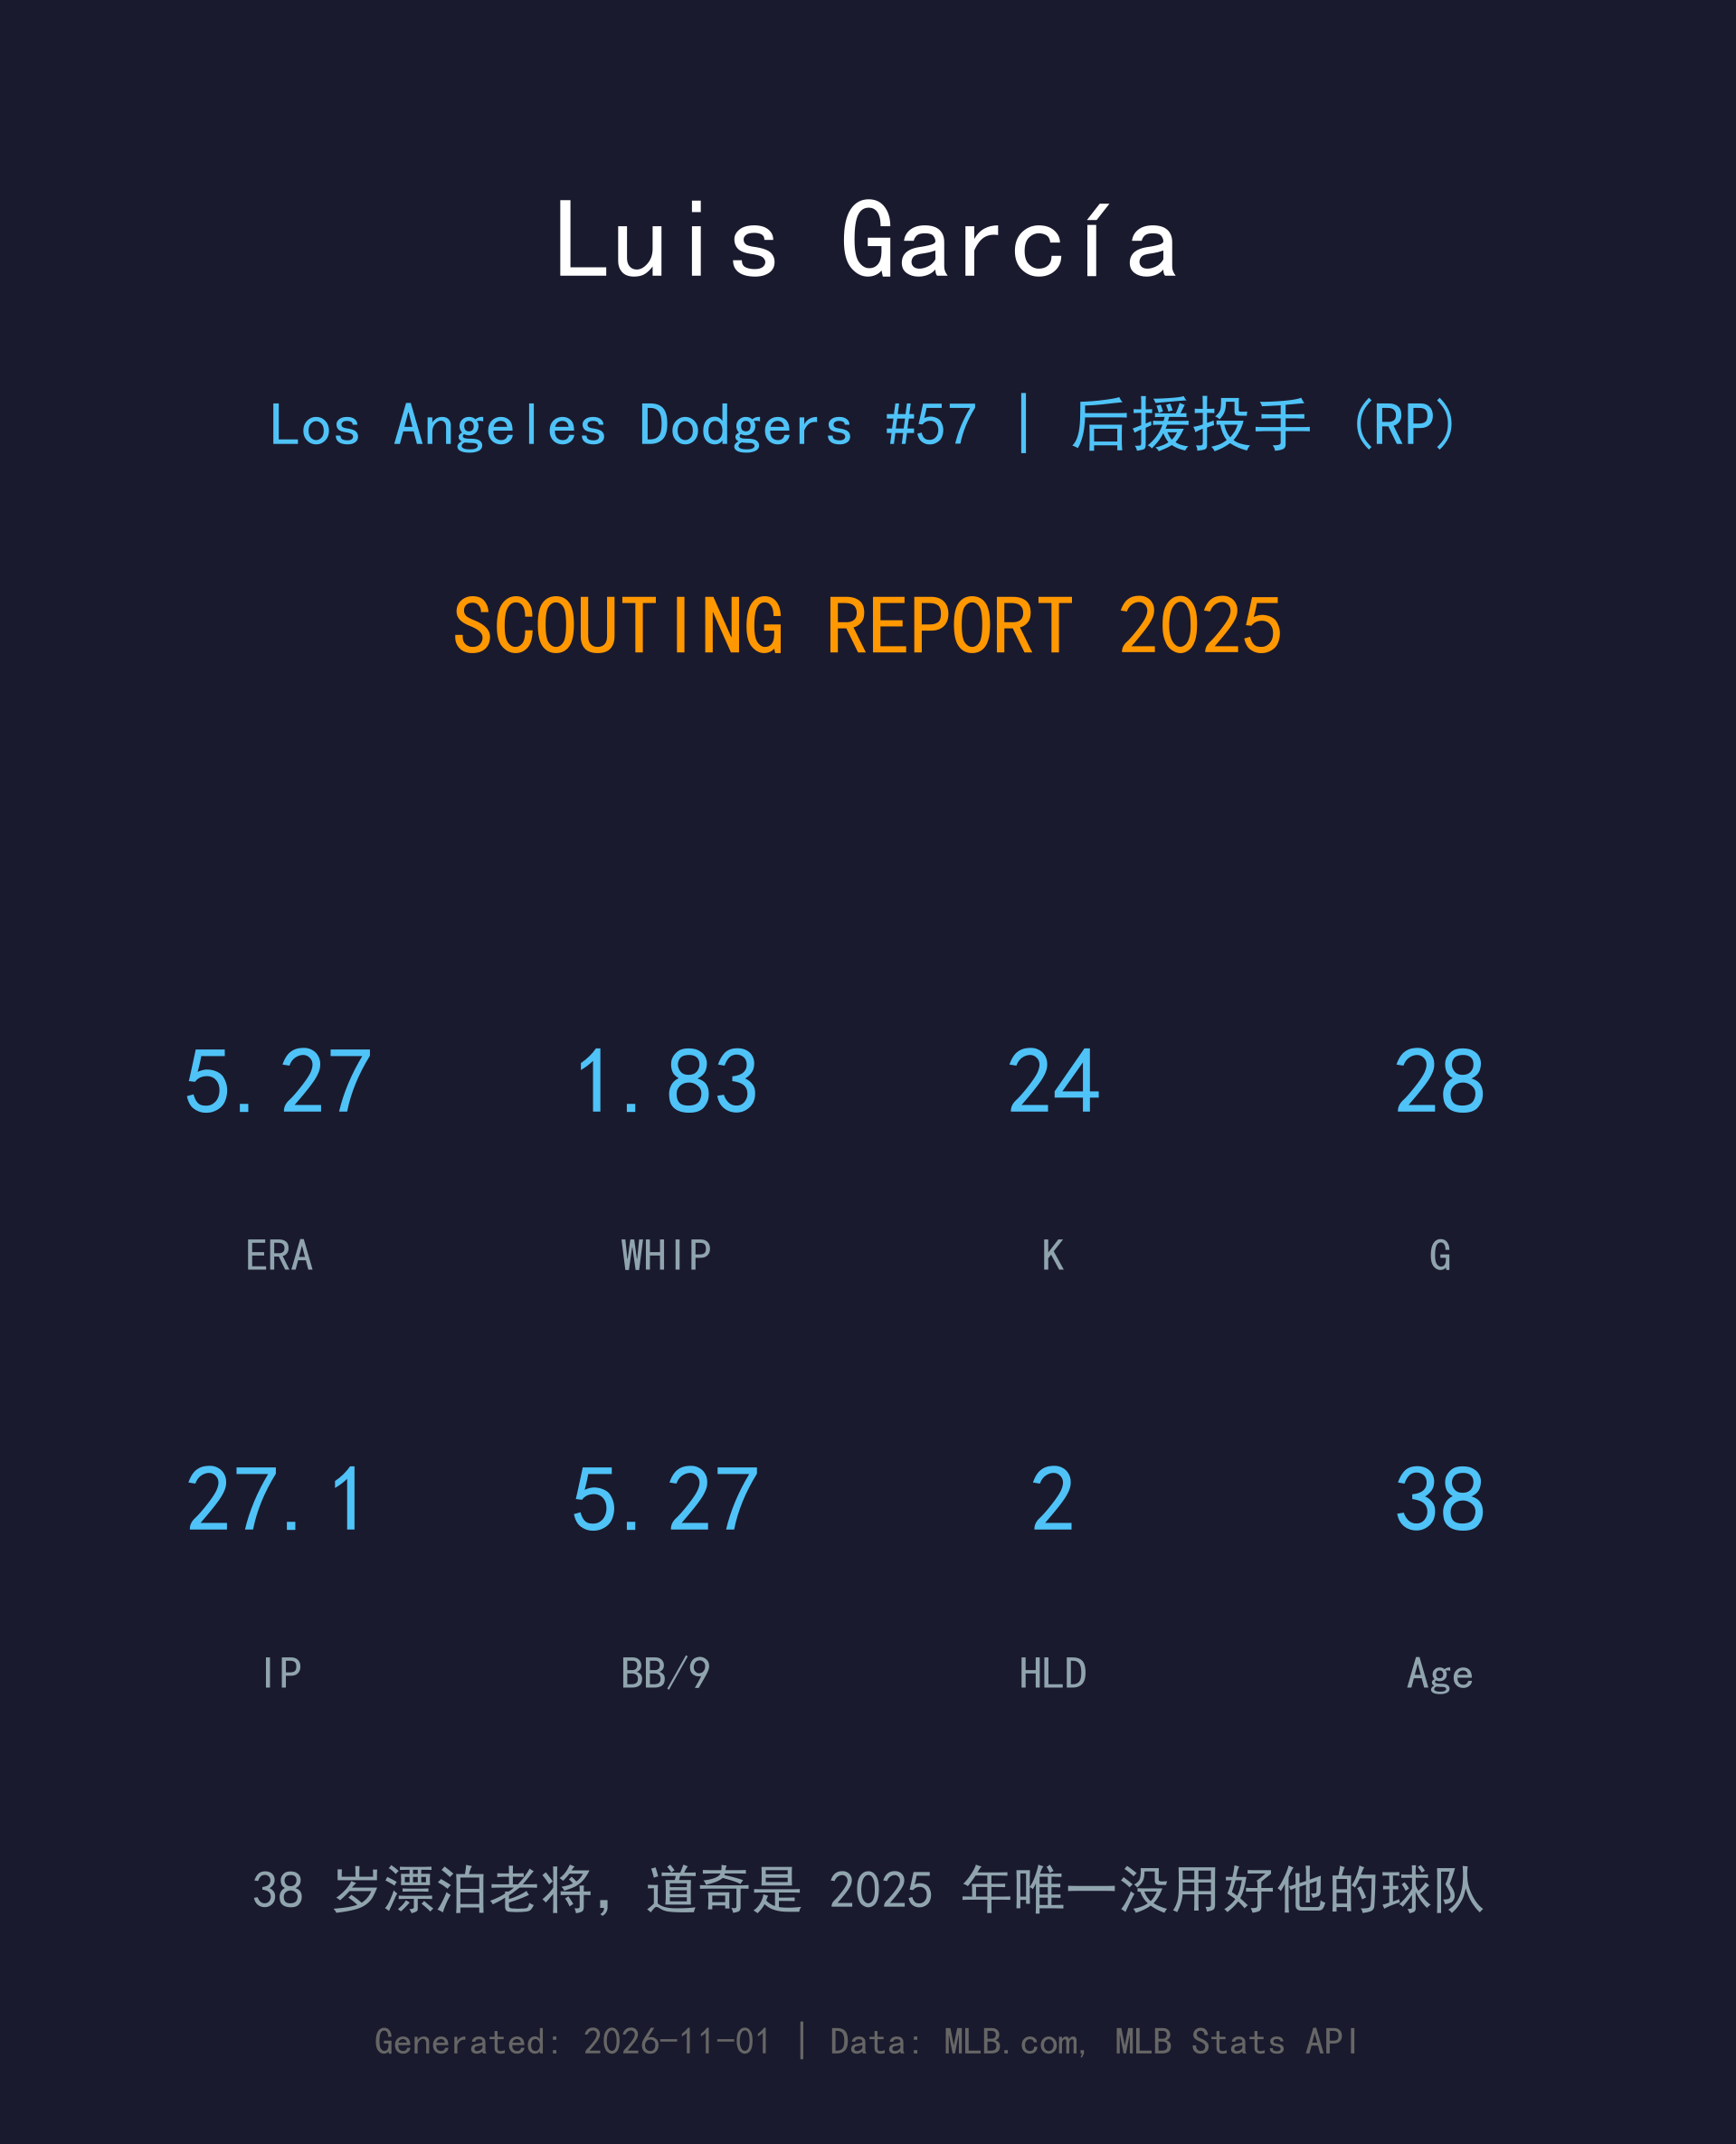 Luis García
Los Angeles Dodgers #57 | 后援投手 (RP)
SCOUTING REPORT 2025
5.27 1.83 24 28
ERA WHIP K G
27.1 5.27 2 38
IP BB/9 HLD Age
38 岁漂泊老将, 道奇是 2025 年唯一没用好他的球队
Generated: 2026-11-01 | Data: MLB.com, MLB Stats API